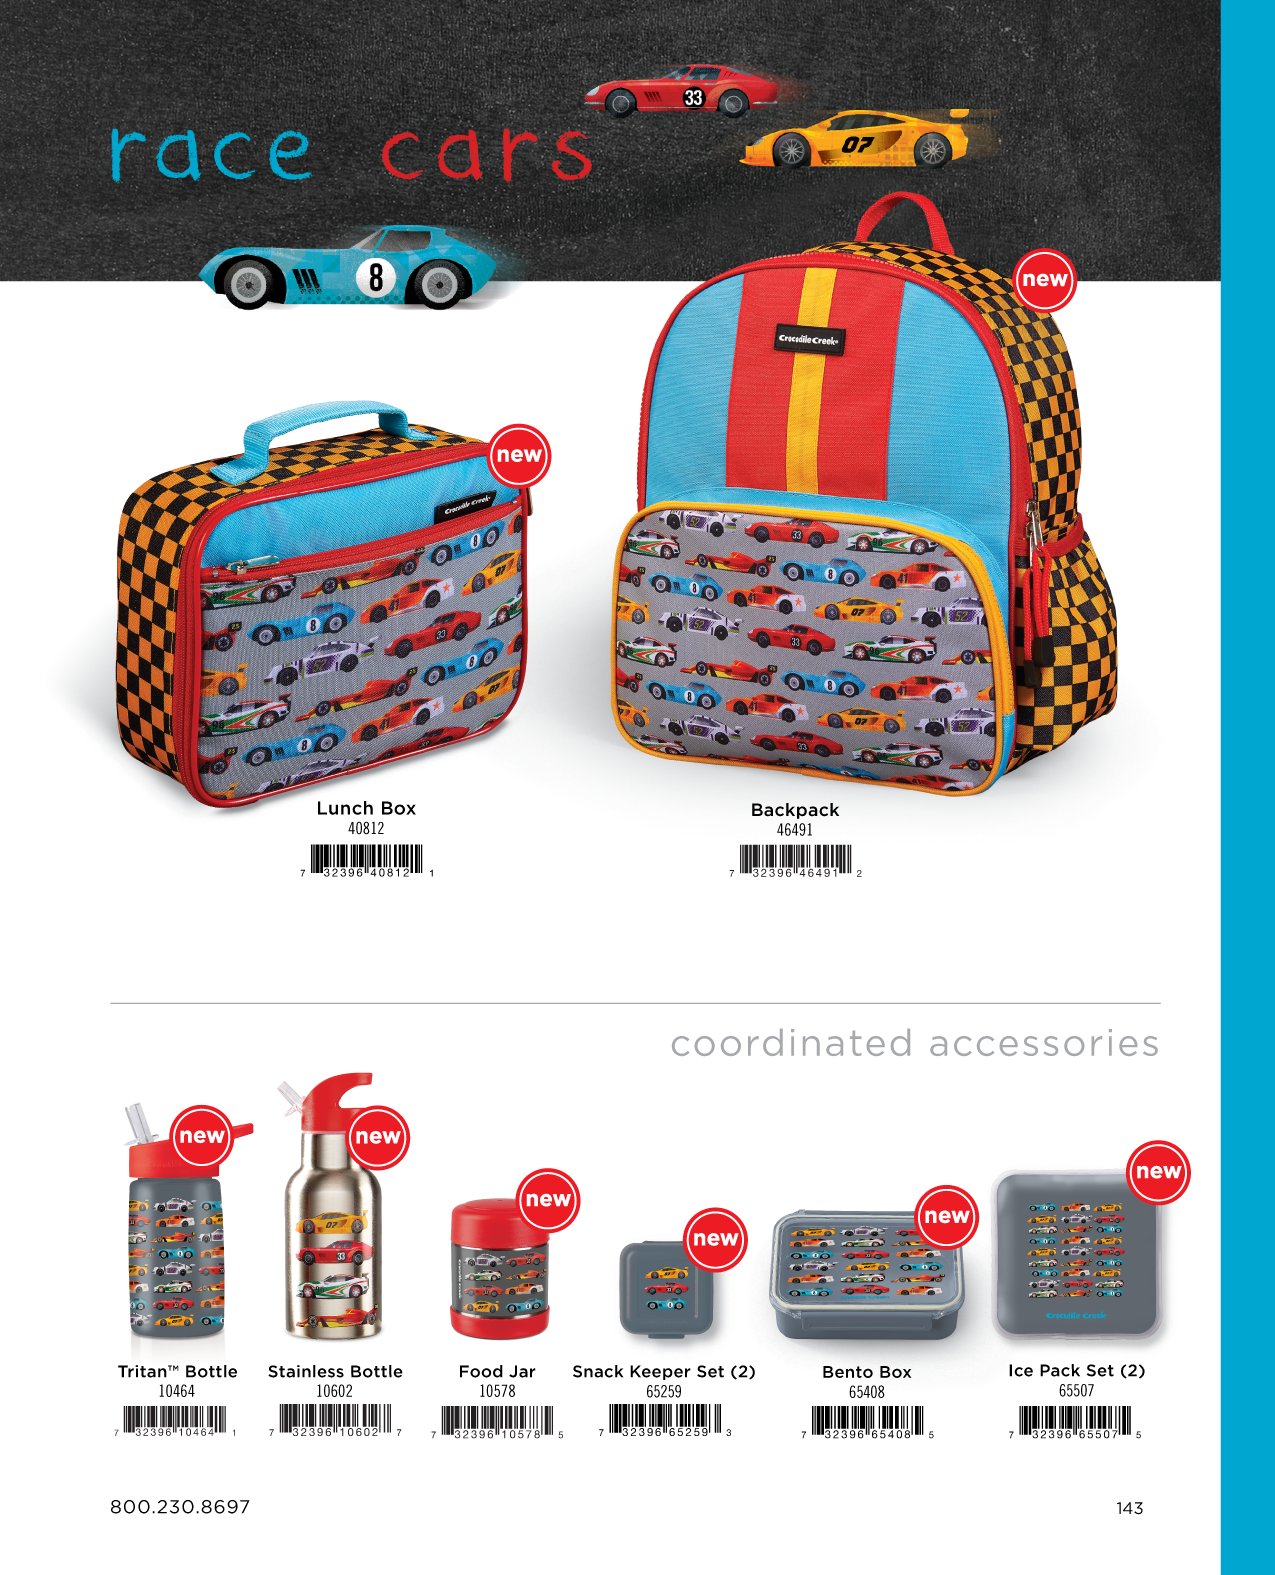 race cars
33
07
8
new
CrocodileCreek®
new
Crocodile Creek®
Lunch Box
40812
7 32396 40812 1
Backpack
46491
7 32396 46491 2
coordinated accessories
new
new
new
new
new
new
Crocodile Creek
Tritan™ Bottle
10464
7 32396 10464 1
Stainless Bottle
10602
7 32396 10602 7
Food Jar
10578
7 32396 10578 5
Snack Keeper Set (2)
65259
7 32396 65259 3
Bento Box
65408
7 32396 65408 5
Ice Pack Set (2)
65507
7 32396 65507 5
800.230.8697
143